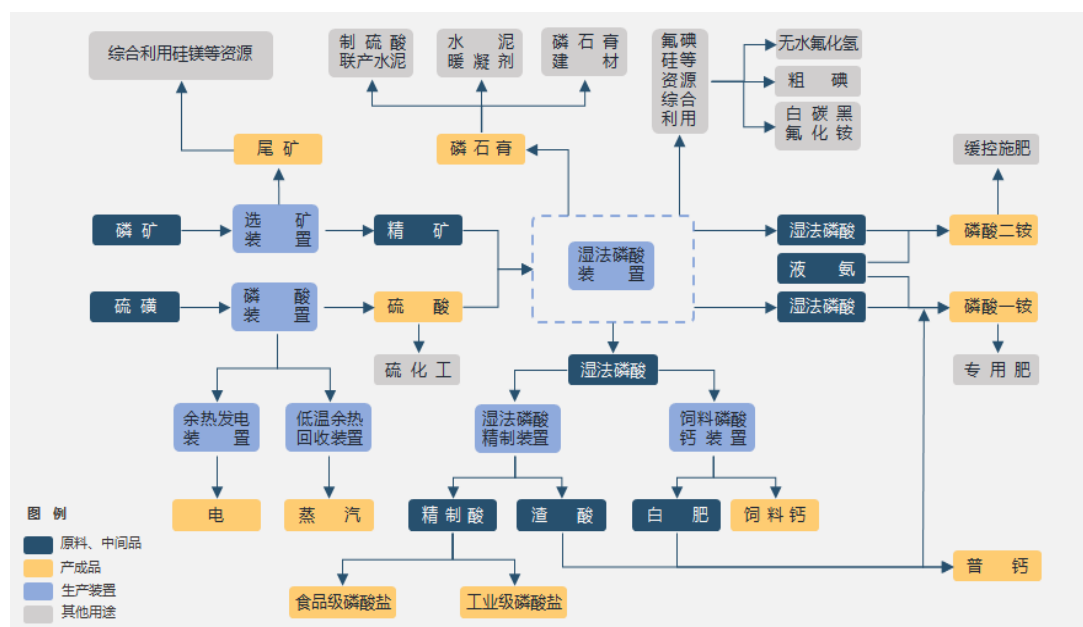 综合利用硅镁等资源
制硫酸
联产水泥
水泥
暖凝剂
磷石膏
建材
氟碘
硅等
资源
综合
利用
无水氟化氢
粗碘
白碳黑
氟化铵
尾矿
磷石膏
缓控施肥
磷矿
选矿
装置
精矿
湿法磷酸
装置
湿法磷酸
磷酸二铵
液氨
硫磺
磷酸
装置
硫酸
湿法磷酸
磷酸一铵
硫化工
湿法磷酸
专用肥
余热发电
装置
低温余热
回收装置
湿法磷酸
精制装置
饲料磷酸
钙装置
电
蒸汽
精制酸
渣酸
白肥
饲料钙
图例
原料、中间品
产成品
生产装置
其他用途
普钙
食品级磷酸盐
工业级磷酸盐